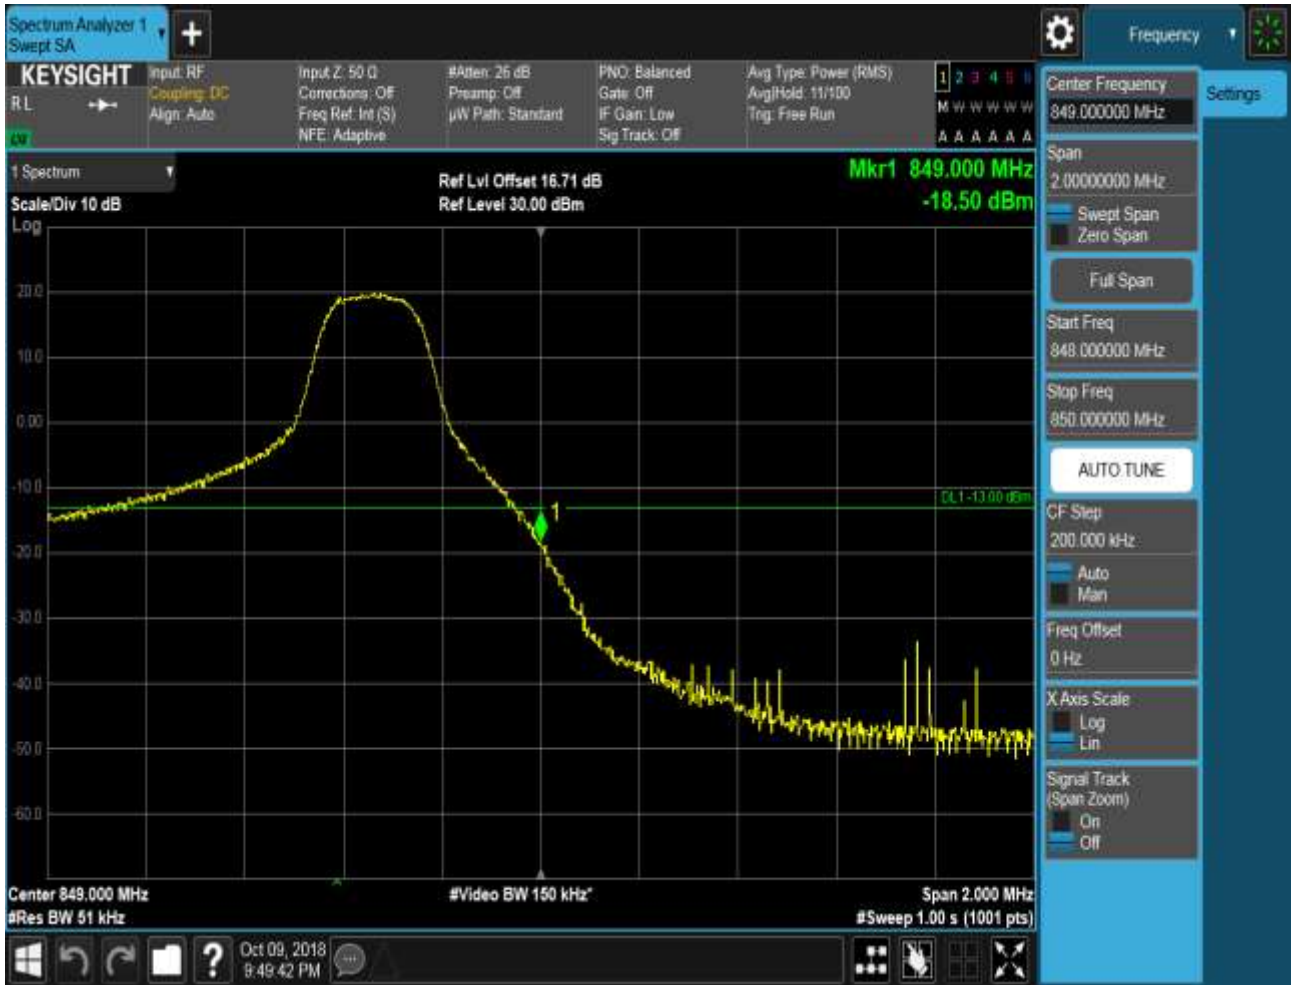 Spectrum Analyzer 1
Swept SA
+
Frequency
KEYSIGHT
R L
Input: RF
Coupling: DC
Align: Auto
Input Z: 50 Ω
Corrections: Off
Freq Ref: Int (S)
NFE: Adaptive
#Atten: 26 dB
Preamp: Off
µW Path: Standard
PNO: Balanced
Gate: Off
IF Gain: Low
Sig Track: Off
Avg Type: Power (RMS)
Avg|Hold: 11/100
Trig: Free Run
1 2 3 4 5 6
M W W W W W
A A A A A A
1 Spectrum
Scale/Div 10 dB
Log
Ref Lvl Offset 16.71 dB
Ref Level 30.00 dBm
Mkr1 849.000 MHz
-18.50 dBm
20.0
10.0
0.00
-10.0
-20.0
-30.0
-40.0
-50.0
-60.0
DL1 -13.00 dBm
1
Center 849.000 MHz
#Res BW 51 kHz
#Video BW 150 kHz*
Span 2.000 MHz
#Sweep 1.00 s (1001 pts)
?
Oct 09, 2018
9:49:42 PM
Center Frequency
849.000000 MHz
Settings
Span
2.00000000 MHz
Swept Span
Zero Span
Full Span
Start Freq
848.000000 MHz
Stop Freq
850.000000 MHz
AUTO TUNE
CF Step
200.000 kHz
Auto
Man
Freq Offset
0 Hz
X Axis Scale
Log
Lin
Signal Track
(Span Zoom)
On
Off